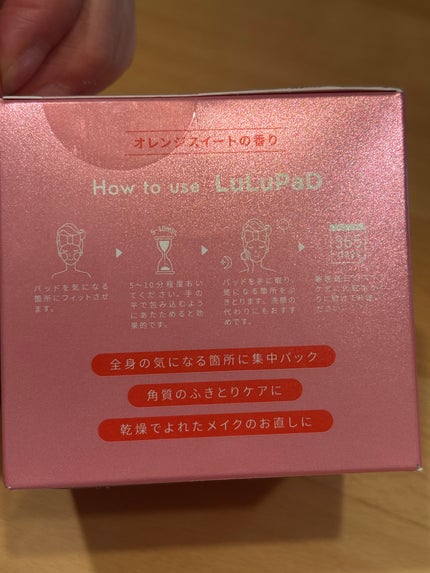 オレンジスイートの香り
How to use LuLuPaD
パッドを気になる
箇所にフィットさせ
ます。
5-10min
5〜10分程度おい
てください。手の
平で包み込むよう
にあたためると効
果的です。
パッドを手に取り、
気になる箇所をふ
きとります。洗顔の
代わりにもおすす
めです。
365
DAYS
ださい。
全身の気になる箇所に集中パック
角質のふきとりケアに
乾燥でよれたメイクのお直しに